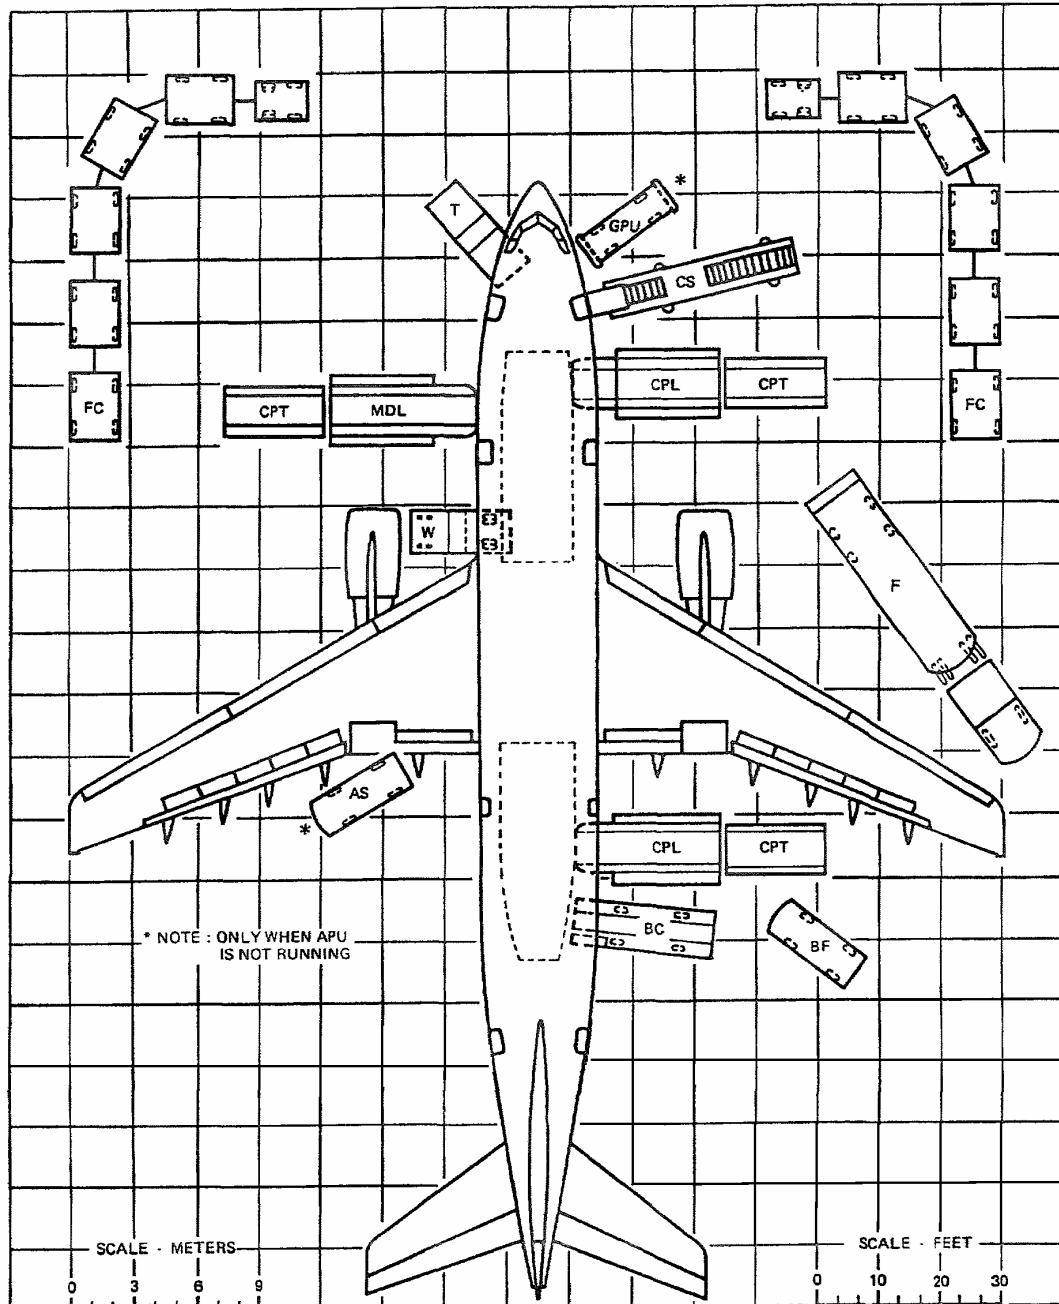 *
T
GPU
CS
CPL
CPT
CPT
MDL
FC
FC
W
F
AS
*
CPL
CPT
BC
BF
* NOTE : ONLY WHEN APU
IS NOT RUNNING
SCALE - METERS
SCALE - FEET
0 3 6 9
0 10 20 30